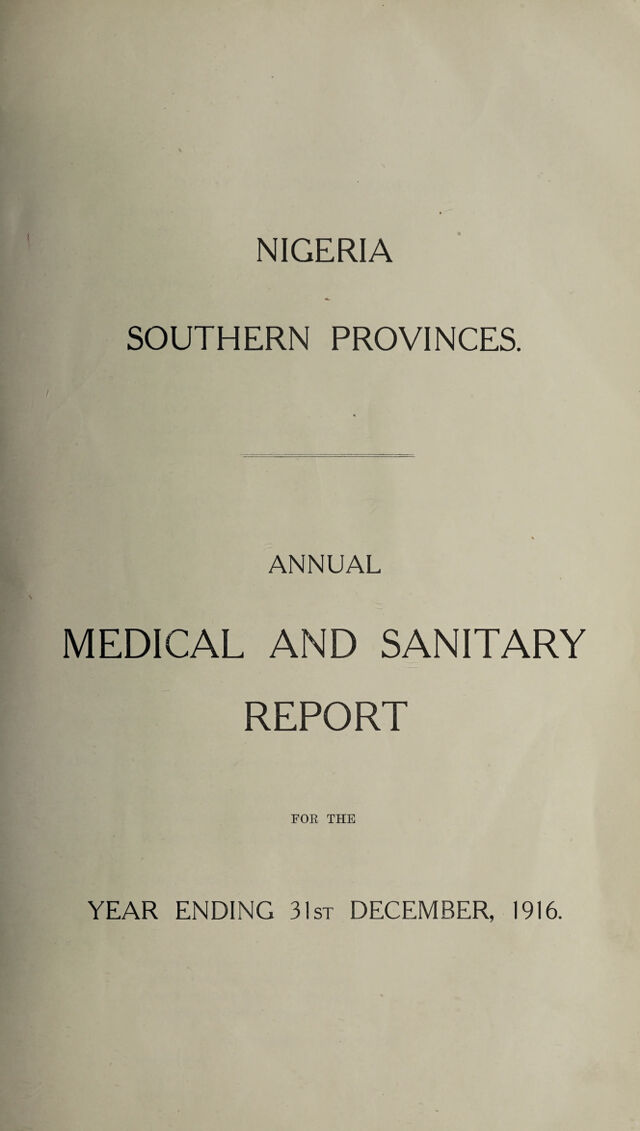 NIGERIA
SOUTHERN PROVINCES.
ANNUAL
MEDICAL AND SANITARY
REPORT
FOR THE
YEAR ENDING 31ST DECEMBER, 1916.